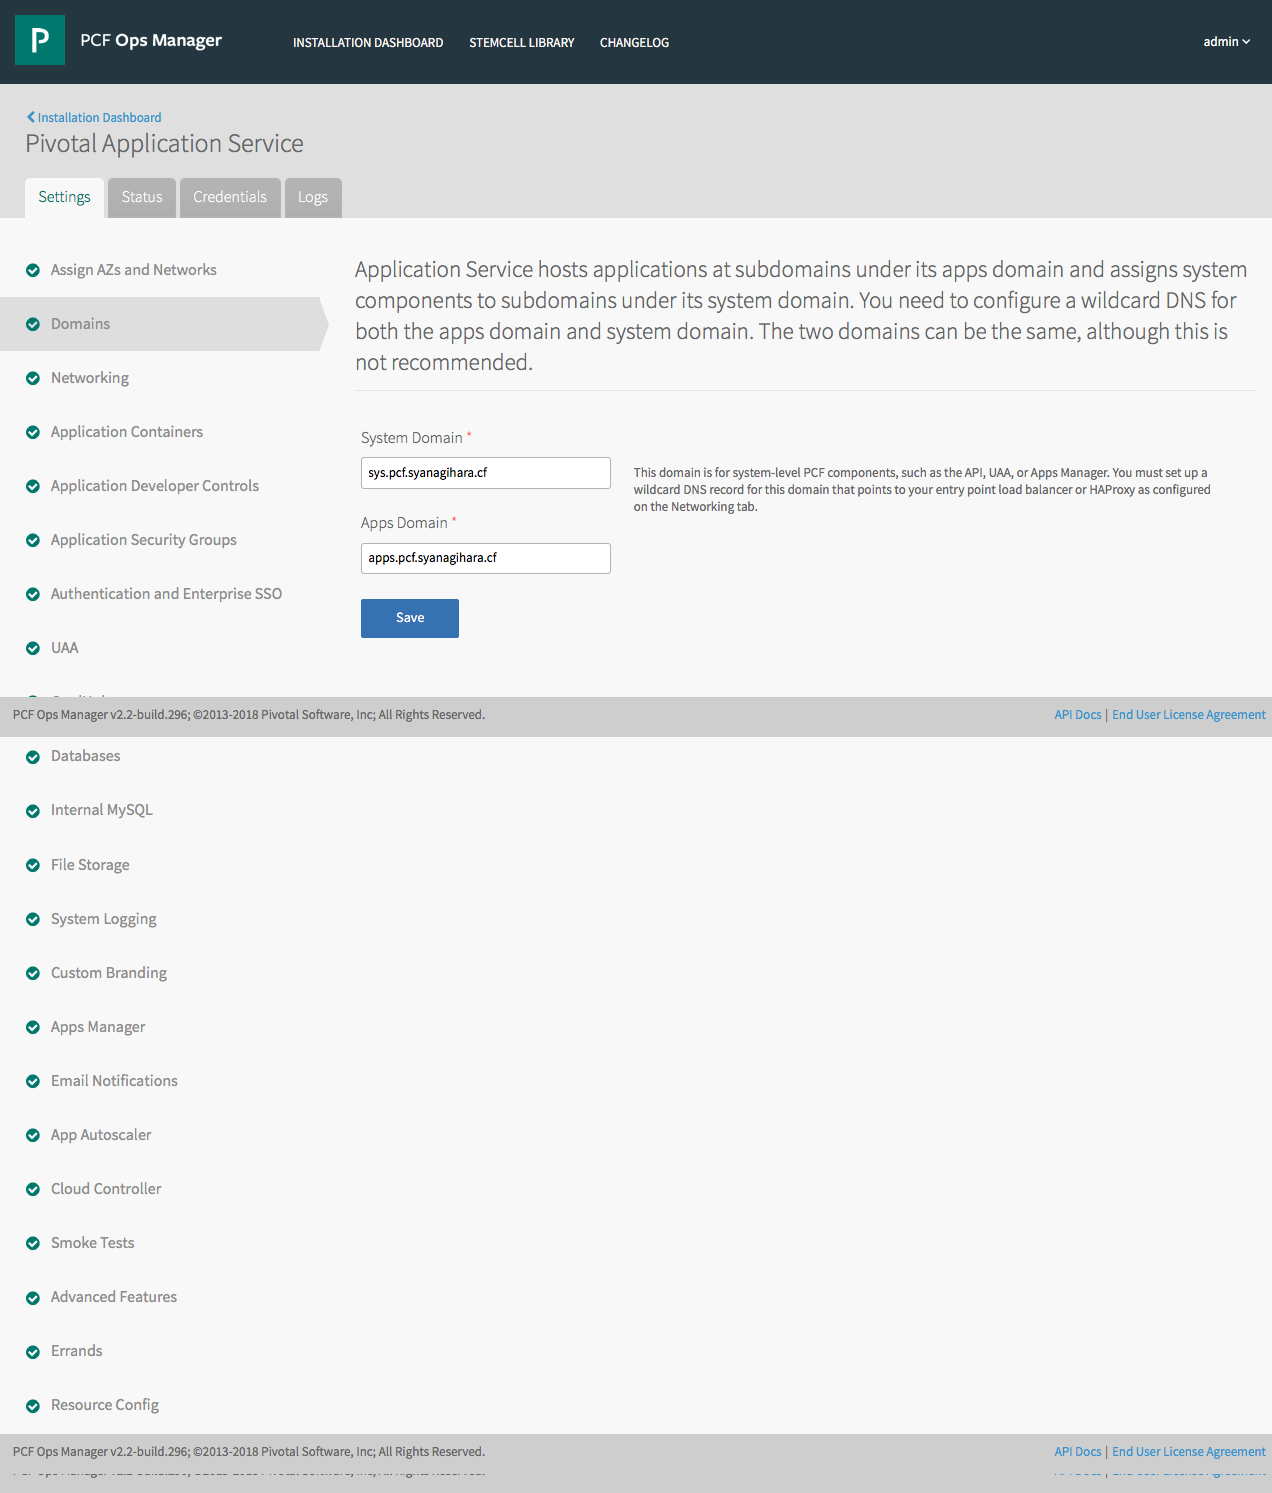 P
PCF Ops Manager
INSTALLATION DASHBOARD
STEMCELL LIBRARY
CHANGELOG
admin
Installation Dashboard
Pivotal Application Service
Settings
Status
Credentials
Logs
Assign AZs and Networks
Domains
Networking
Application Containers
Application Developer Controls
Application Security Groups
Authentication and Enterprise SSO
UAA
Application Service hosts applications at subdomains under its apps domain and assigns system
components to subdomains under its system domain. You need to configure a wildcard DNS for
both the apps domain and system domain. The two domains can be the same, although this is
not recommended.
System Domain *
sys.pcf.syanagihara.cf
This domain is for system-level PCF components, such as the API, UAA, or Apps Manager. You must set up a
wildcard DNS record for this domain that points to your entry point load balancer or HAProxy as configured
on the Networking tab.
Apps Domain *
apps.pcf.syanagihara.cf
Save
PCF Ops Manager v2.2-build.296; ©2013-2018 Pivotal Software, Inc; All Rights Reserved.
API Docs | End User License Agreement
Databases
Internal MySQL
File Storage
System Logging
Custom Branding
Apps Manager
Email Notifications
App Autoscaler
Cloud Controller
Smoke Tests
Advanced Features
Errands
Resource Config
PCF Ops Manager v2.2-build.296; ©2013-2018 Pivotal Software, Inc; All Rights Reserved.
API Docs | End User License Agreement